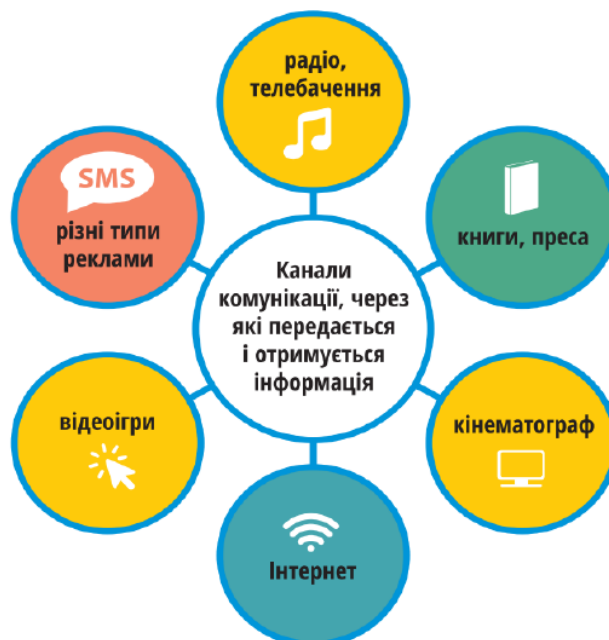 радіо,
телебачення
SMS
різні типи
реклами
книги, преса
Канали
комунікації, через
які передається
і отримується
інформація
відеоігри
кінематограф
Інтернет